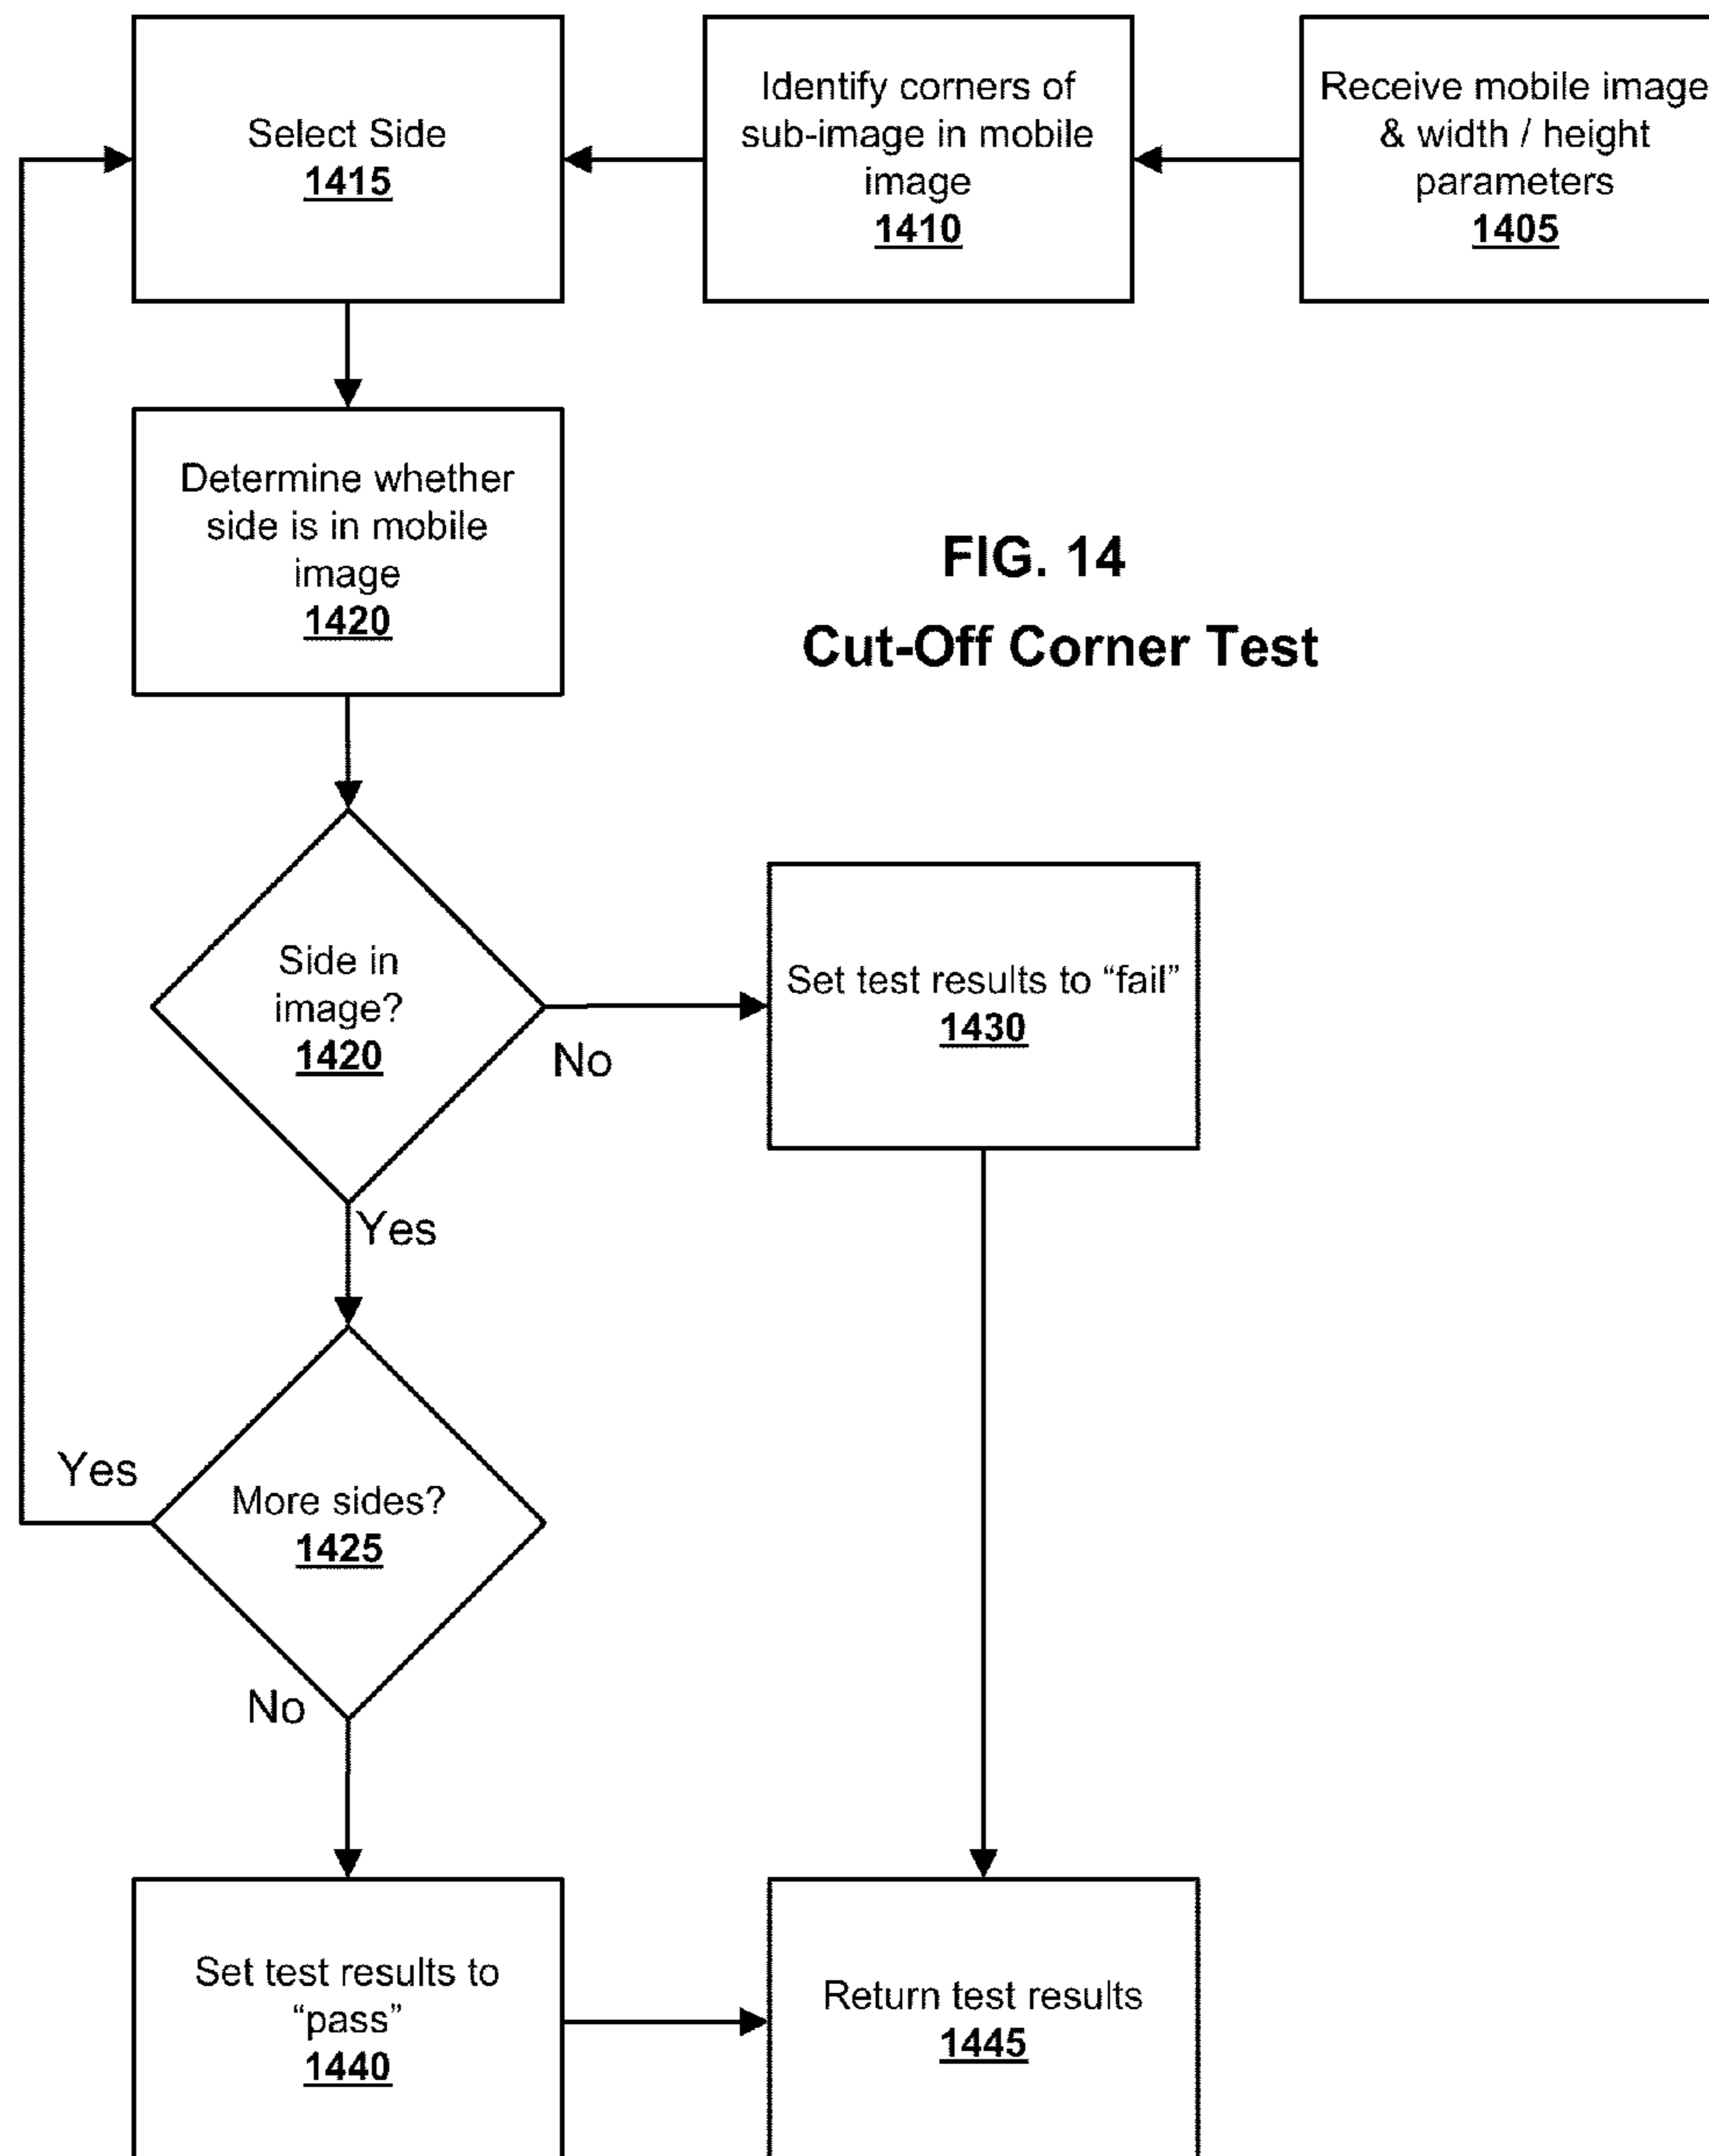 Receive mobile image
& width / height
parameters
1405
Identify corners of
sub-image in mobile
image
1410
Select Side
1415
Determine whether
side is in mobile
image
1420
FIG. 14
Cut-Off Corner Test
Side in
image?
1420
No
Yes
Set test results to “fail”
1430
More sides?
1425
Yes
No
Set test results to
“pass”
1440
Return test results
1445